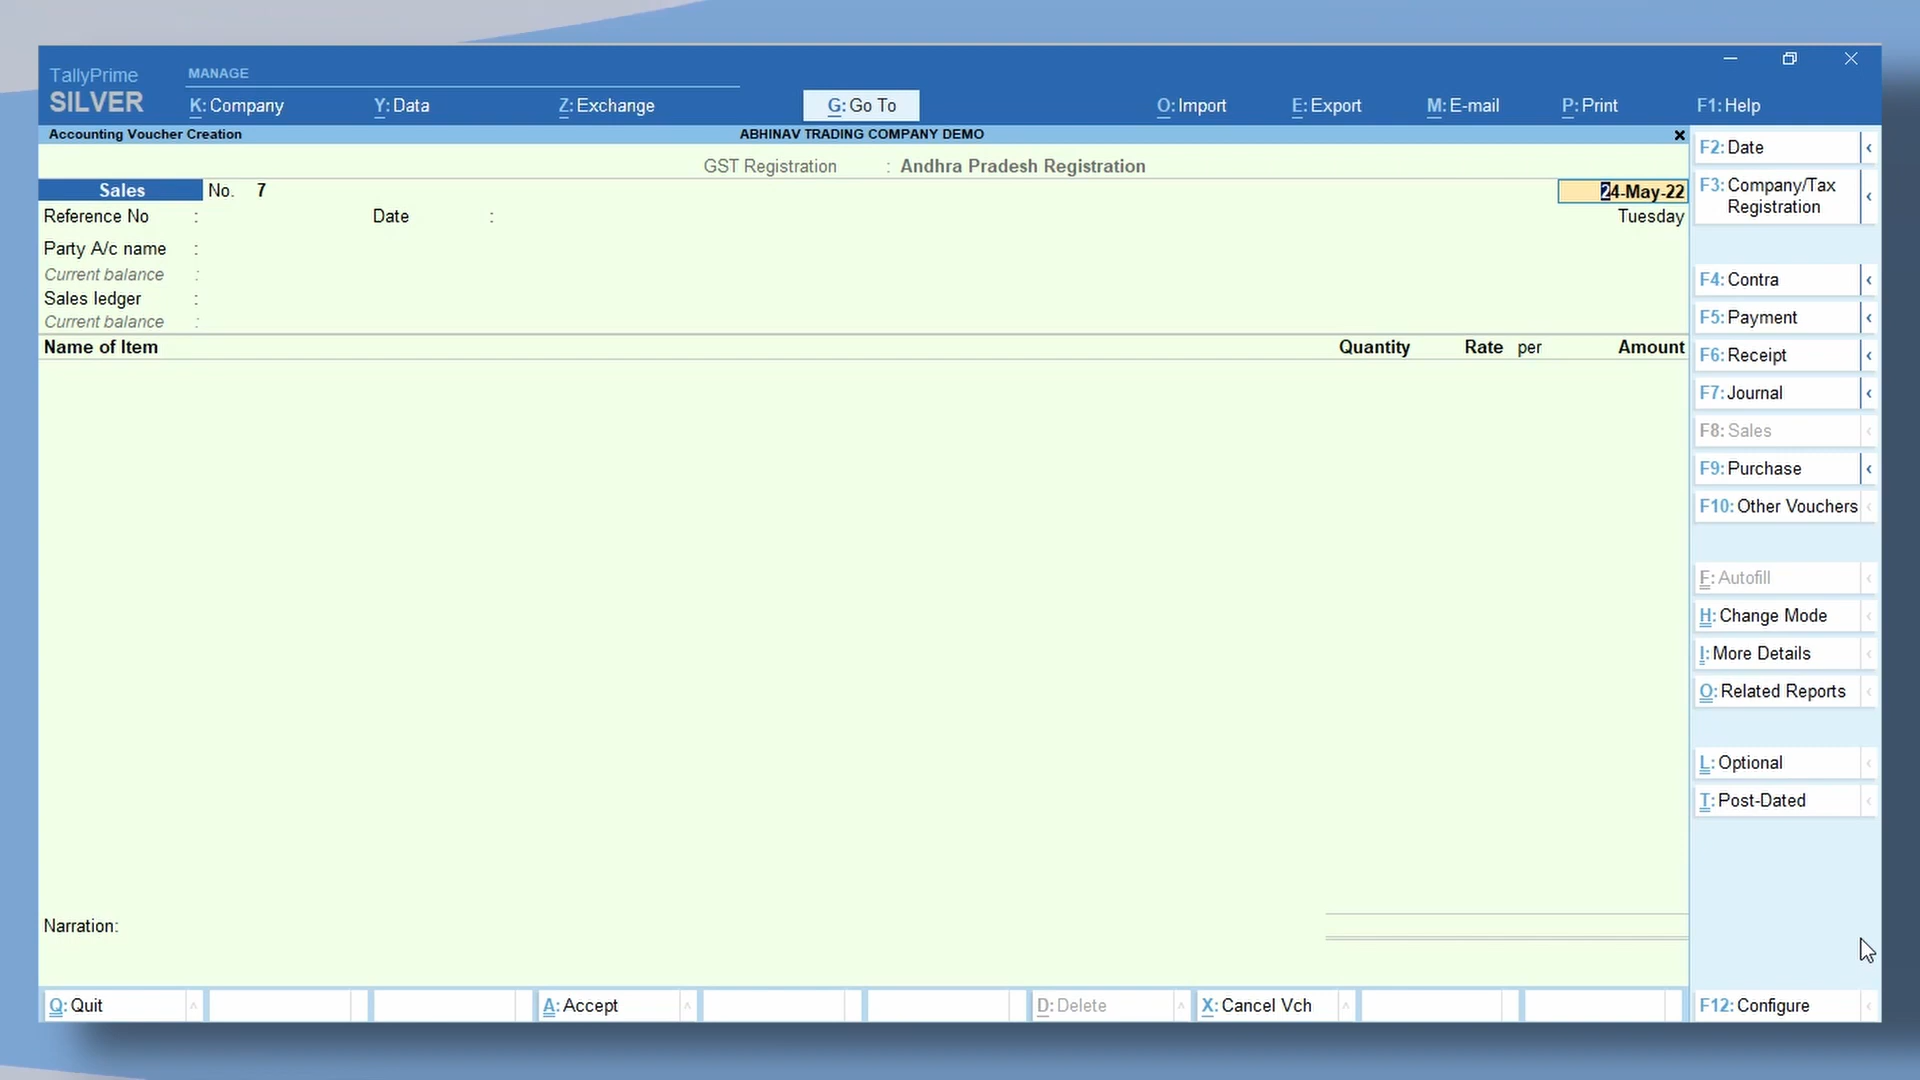 TallyPrime
SILVER
MANAGE
K: Company
Y: Data
Z: Exchange
G: Go To
O: Import
E: Export
M: E-mail
P: Print
F1: Help
Accounting Voucher Creation
ABHINAV TRADING COMPANY DEMO
GST Registration : Andhra Pradesh Registration
Sales No. 7
24-May-22
Reference No : Date :
Tuesday
Party A/c name :
Current balance :
Sales ledger :
Current balance :
Name of Item Quantity Rate per Amount
Narration:
F2: Date
F3: Company/Tax
Registration
F4: Contra
F5: Payment
F6: Receipt
F7: Journal
F8: Sales
F9: Purchase
F10: Other Vouchers
F: Autofill
H: Change Mode
I: More Details
O: Related Reports
L: Optional
T: Post-Dated
Q: Quit
A: Accept
D: Delete
X: Cancel Vch
F12: Configure